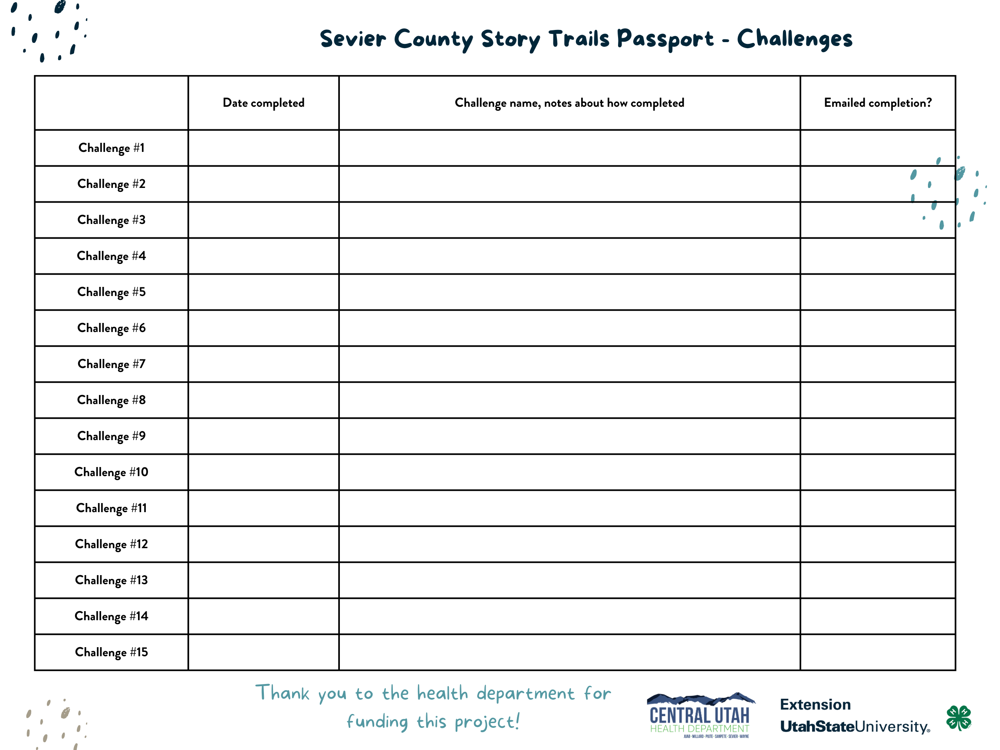 Sevier County Story Trails Passport - Challenges
Date completed
Challenge name, notes about how completed
Emailed completion?
Challenge #1
Challenge #2
Challenge #3
Challenge #4
Challenge #5
Challenge #6
Challenge #7
Challenge #8
Challenge #9
Challenge #10
Challenge #11
Challenge #12
Challenge #13
Challenge #14
Challenge #15
Thank you to the health department for
funding this project!
CENTRAL UTAH
HEALTH DEPARTMENT
JUAB · MILLARD · PIUTE · SANPETE · SEVIER · WAYNE
Extension
UtahStateUniversity®
H H H H